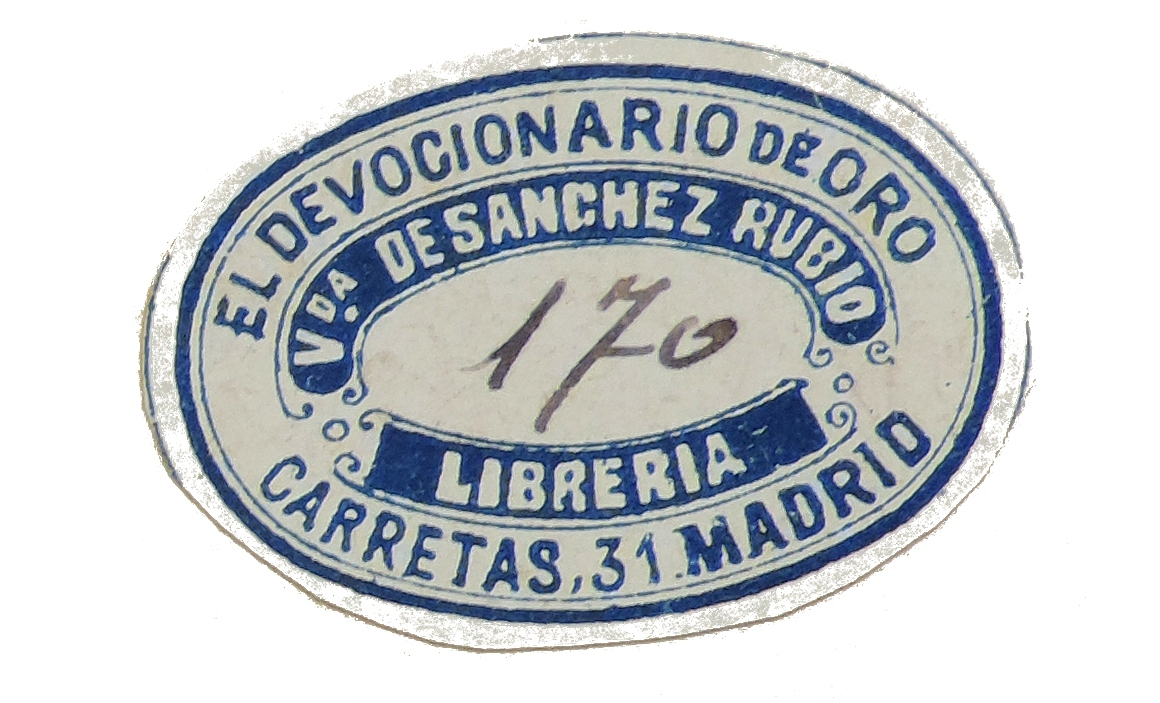 EL DEVOCIONARIO DE ORO
Vda. DE SANCHEZ RUBIO
170
LIBRERIA
CARRETAS, 31. MADRID